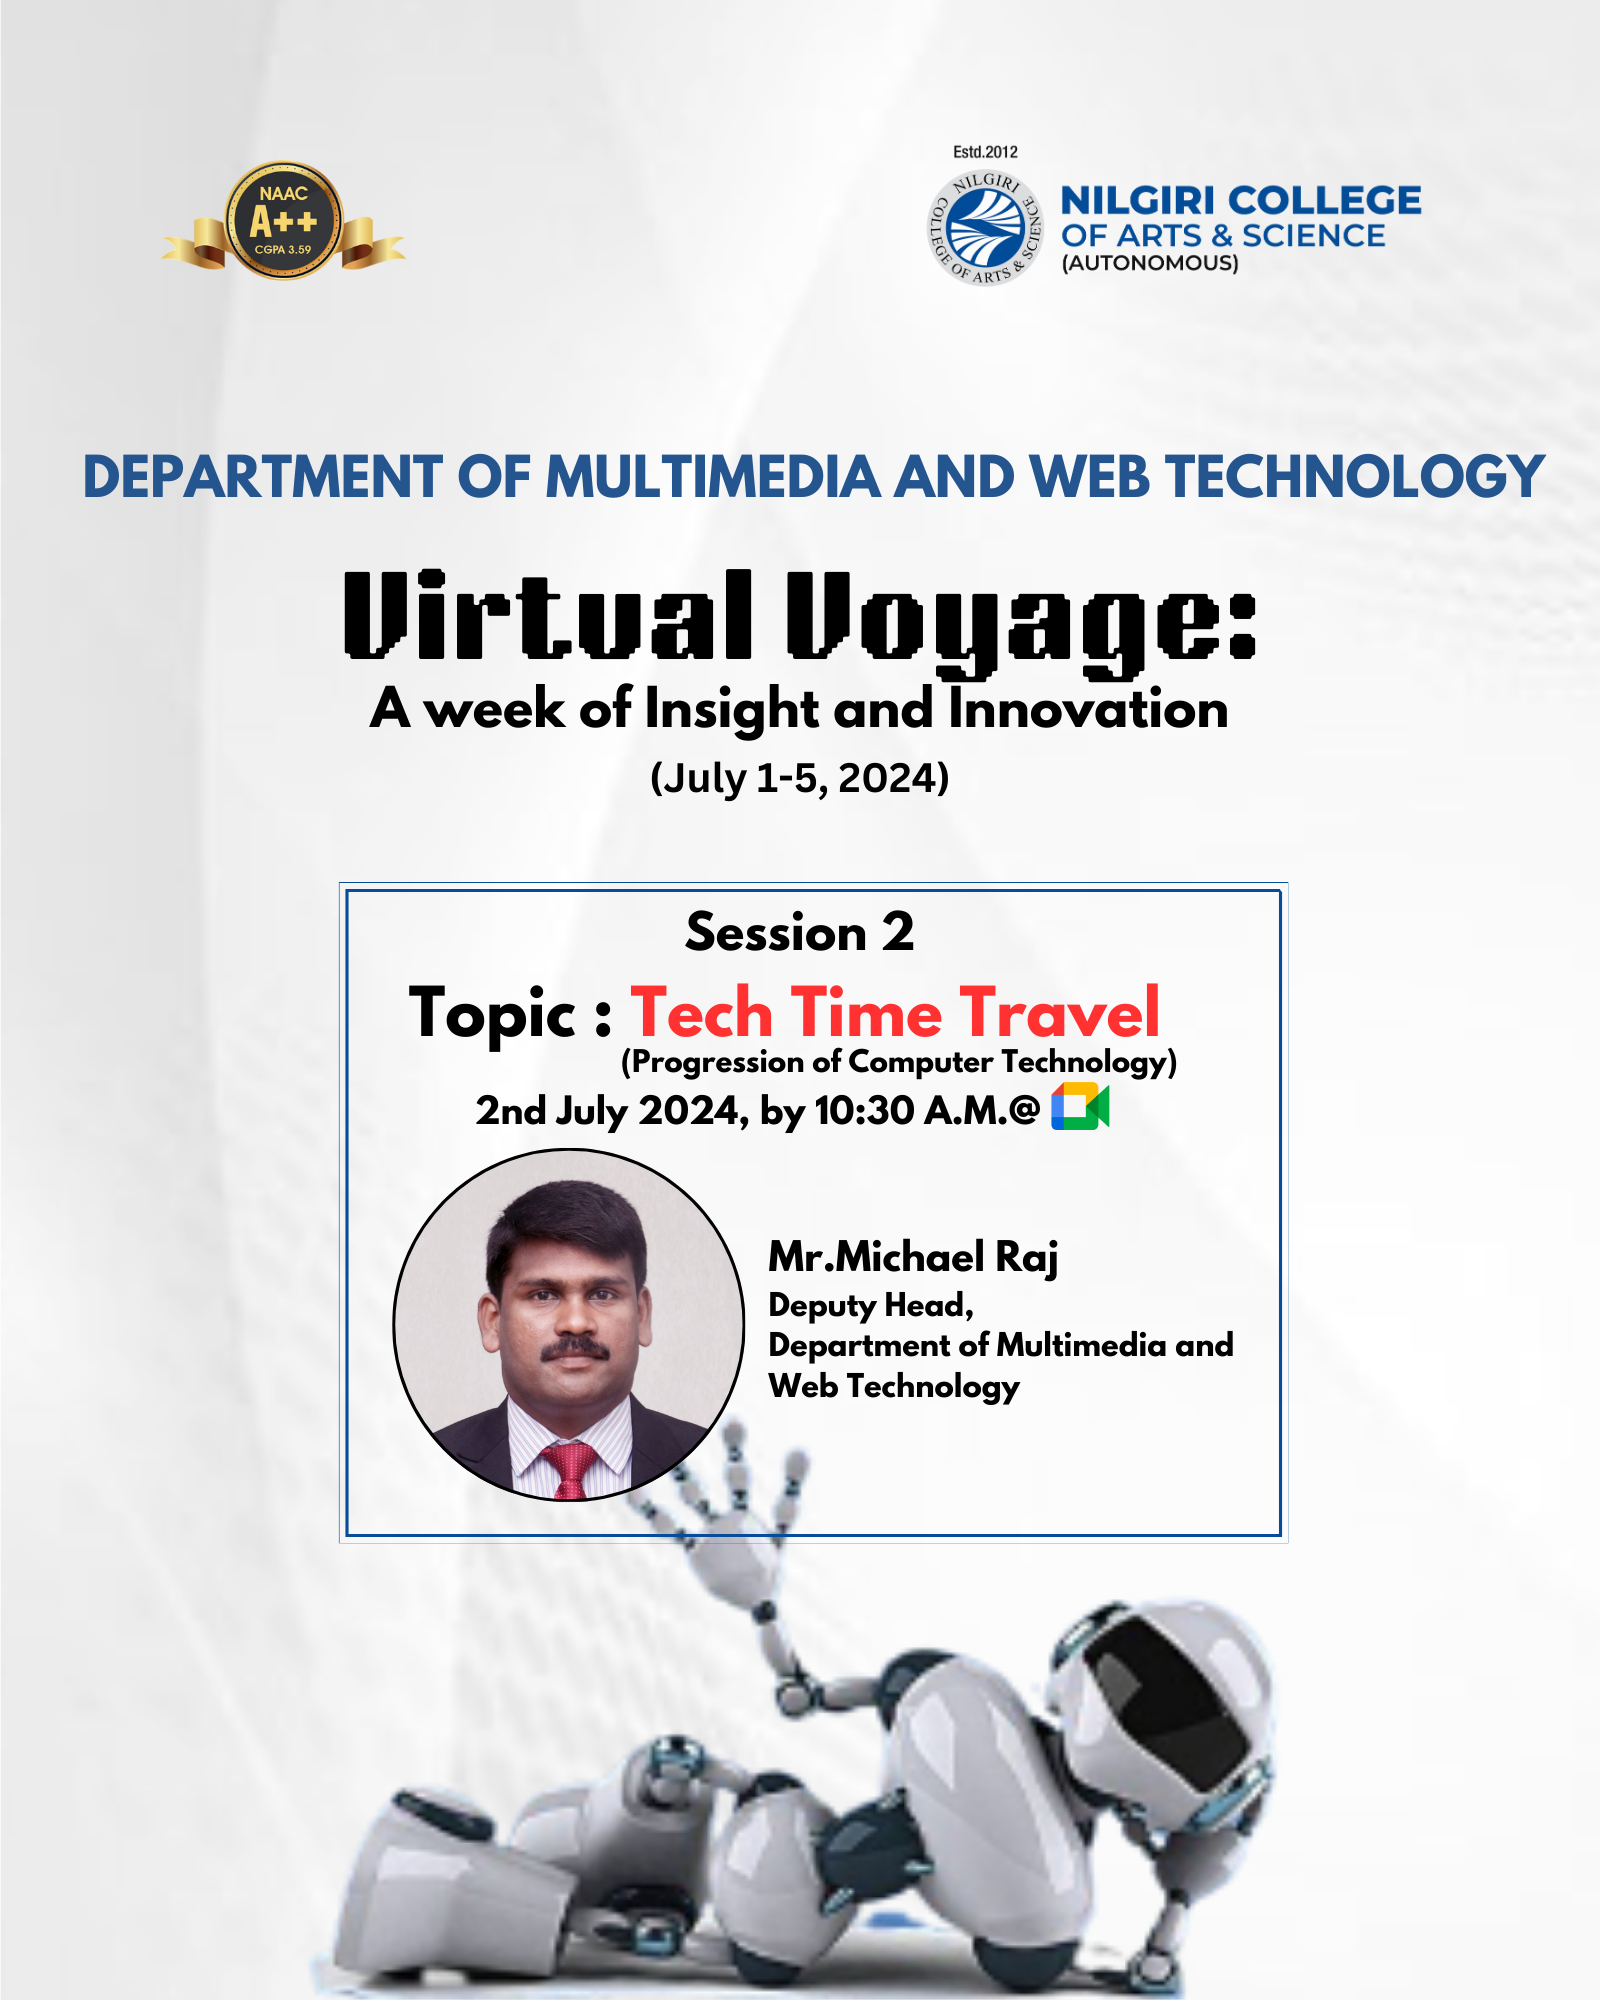 NAAC
A++
CGPA 3.59
Estd.2012
NILGIRI COLLEGE OF ARTS & SCIENCE
NILGIRI COLLEGE
OF ARTS & SCIENCE
(AUTONOMOUS)
DEPARTMENT OF MULTIMEDIA AND WEB TECHNOLOGY
Virtual Voyage:
A week of Insight and Innovation
(July 1-5, 2024)
Session 2
Topic : Tech Time Travel
(Progression of Computer Technology)
2nd July 2024, by 10:30 A.M.@
Mr.Michael Raj
Deputy Head,
Department of Multimedia and
Web Technology